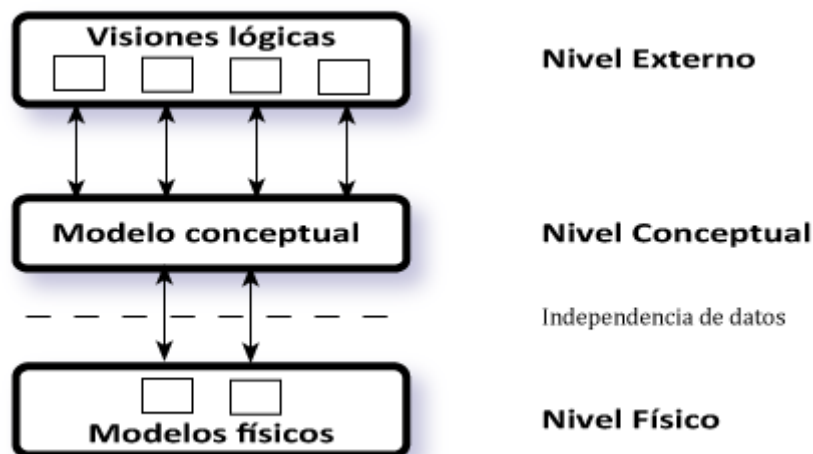 Visiones lógicas
Nivel Externo
Modelo conceptual
Nivel Conceptual
Independencia de datos
Modelos físicos
Nivel Físico